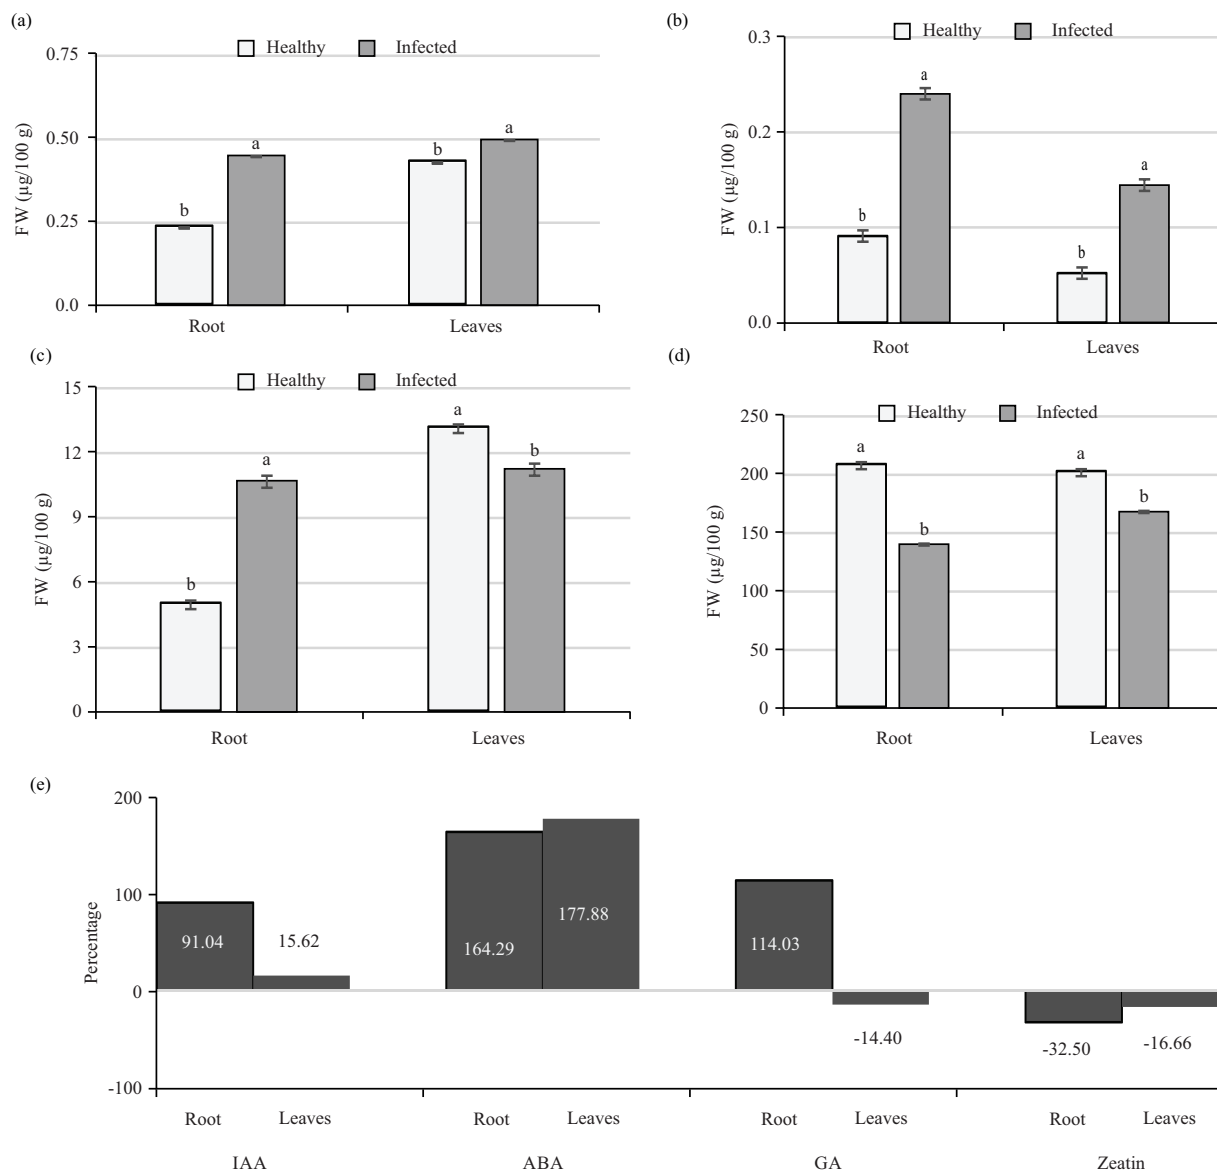 (a)
Healthy Infected
0.75
0.50
0.25
0.0
FW (µg/100 g)
b a b a
Root Leaves
(b)
Healthy Infected
0.3
0.2
0.1
0.0
FW (µg/100 g)
b a b a
Root Leaves
(c)
Healthy Infected
15
12
9
6
3
0
FW (µg/100 g)
b a a b
Root Leaves
(d)
Healthy Infected
250
200
150
100
50
0
FW (µg/100 g)
a b a b
Root Leaves
(e)
200
100
0
-100
Percentage
91.04 15.62 164.29 177.88 114.03 -14.40 -32.50 -16.66
Root Leaves Root Leaves Root Leaves Root Leaves
IAA ABA GA Zeatin